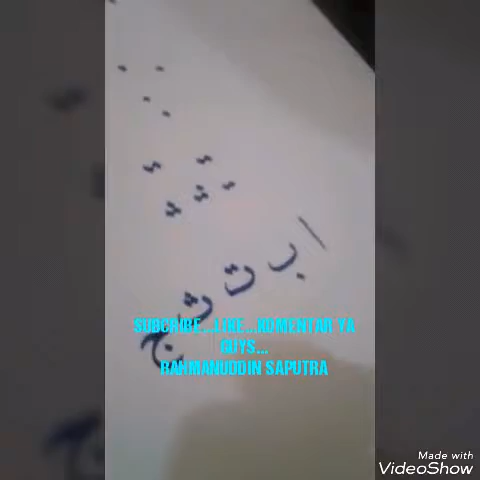 ا ب ت ث ج
SUBCRIBE...LIKE...KOMENTAR YA
GUYS...
RAHMANUDDIN SAPUTRA
Made with
VideoShow